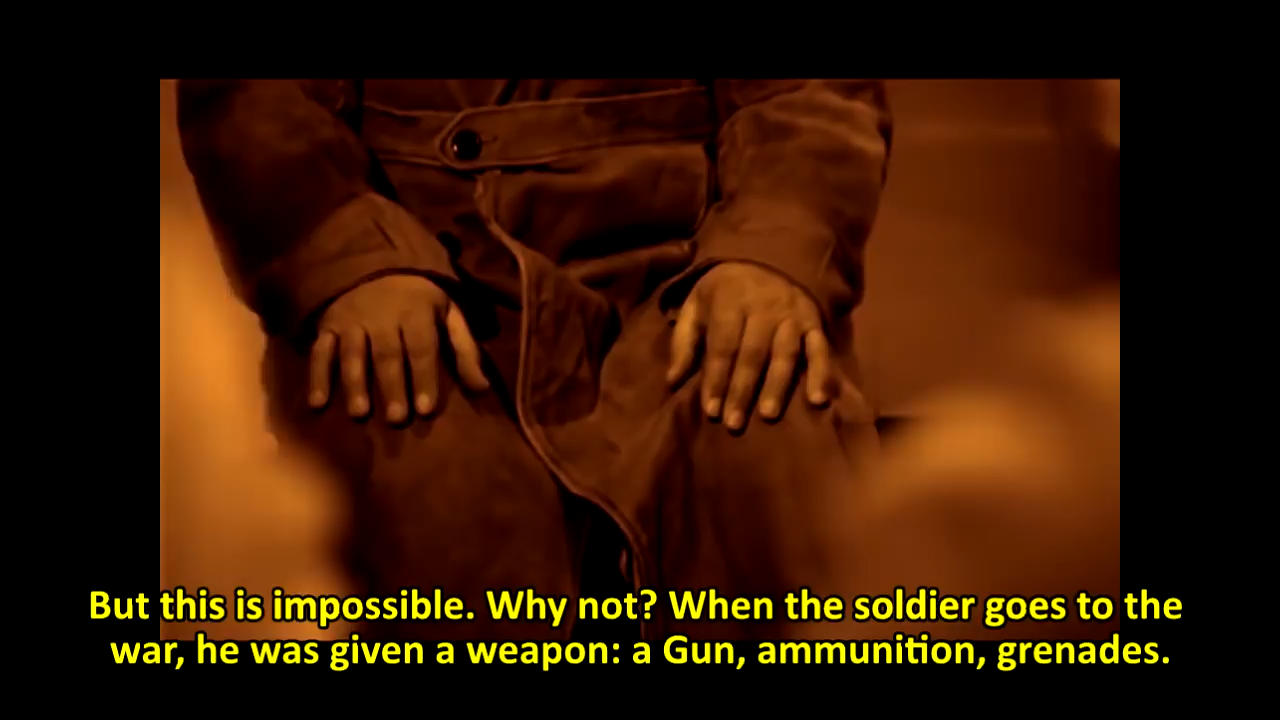 But this is impossible. Why not? When the soldier goes to the
war, he was given a weapon: a Gun, ammunition, grenades.